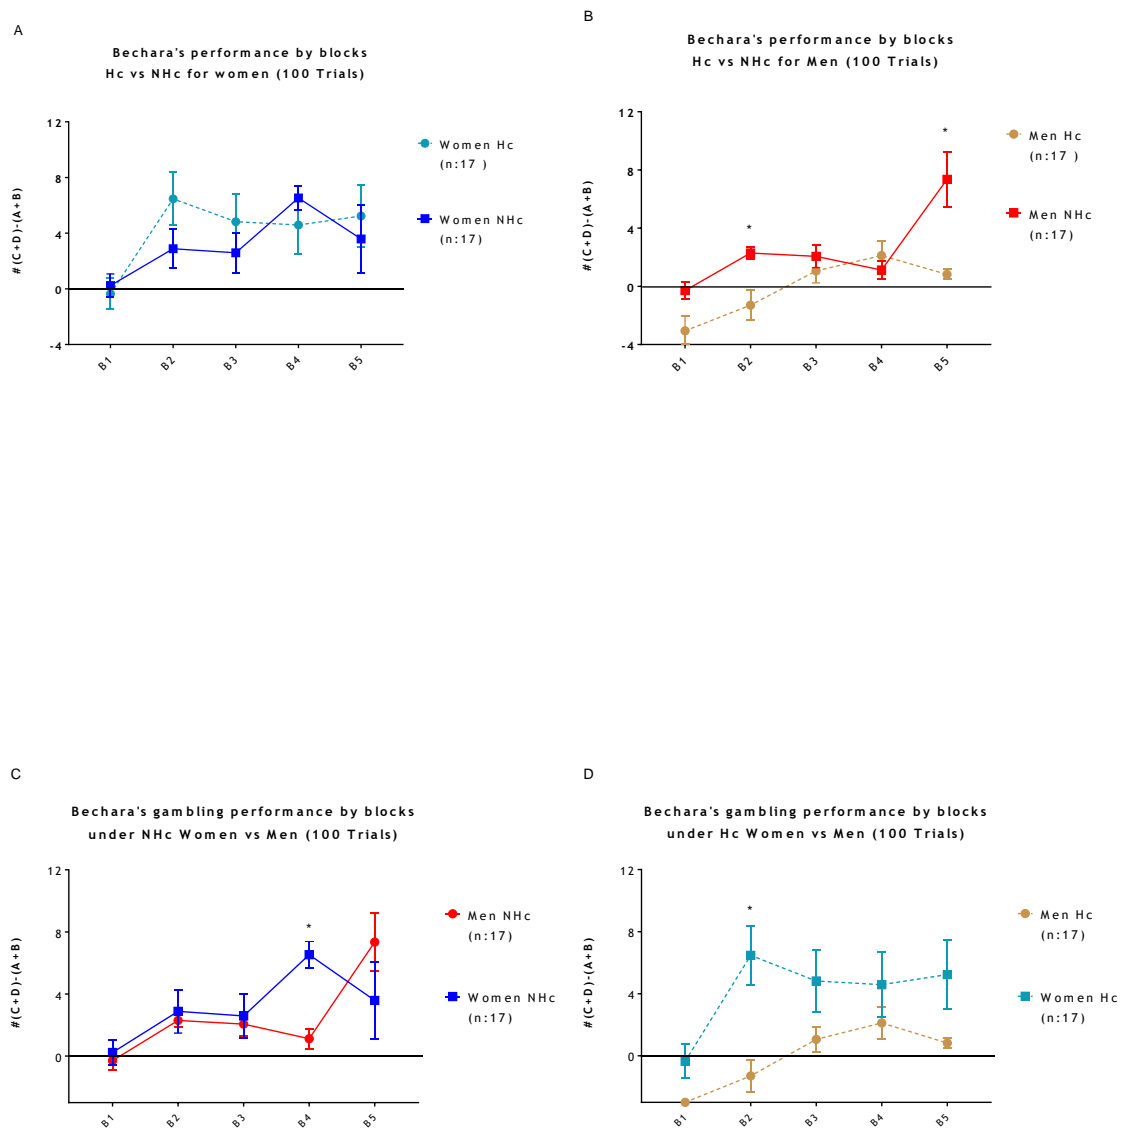 A
Bechara's performance by blocks
Hc vs NHc for women (100 Trials)
12
8
4
0
-4
#(C+D)-(A+B)
B1
B2
B3
B4
B5
Women Hc
(n:17 )
Women NHc
(n:17)
B
Bechara's performance by blocks
Hc vs NHc for Men (100 Trials)
12
8
4
0
-4
#(C+D)-(A+B)
*
*
B1
B2
B3
B4
B5
Men Hc
(n:17 )
Men NHc
(n:17)
C
Bechara's gambling performance by blocks
under NHc Women vs Men (100 Trials)
12
8
4
0
#(C+D)-(A+B)
*
B1
B2
B3
B4
B5
Men NHc
(n:17)
Women NHc
(n:17)
D
Bechara's gambling performance by blocks
under Hc Women vs Men (100 Trials)
12
8
4
0
#(C+D)-(A+B)
*
B1
B2
B3
B4
B5
Men Hc
(n:17)
Women Hc
(n:17)